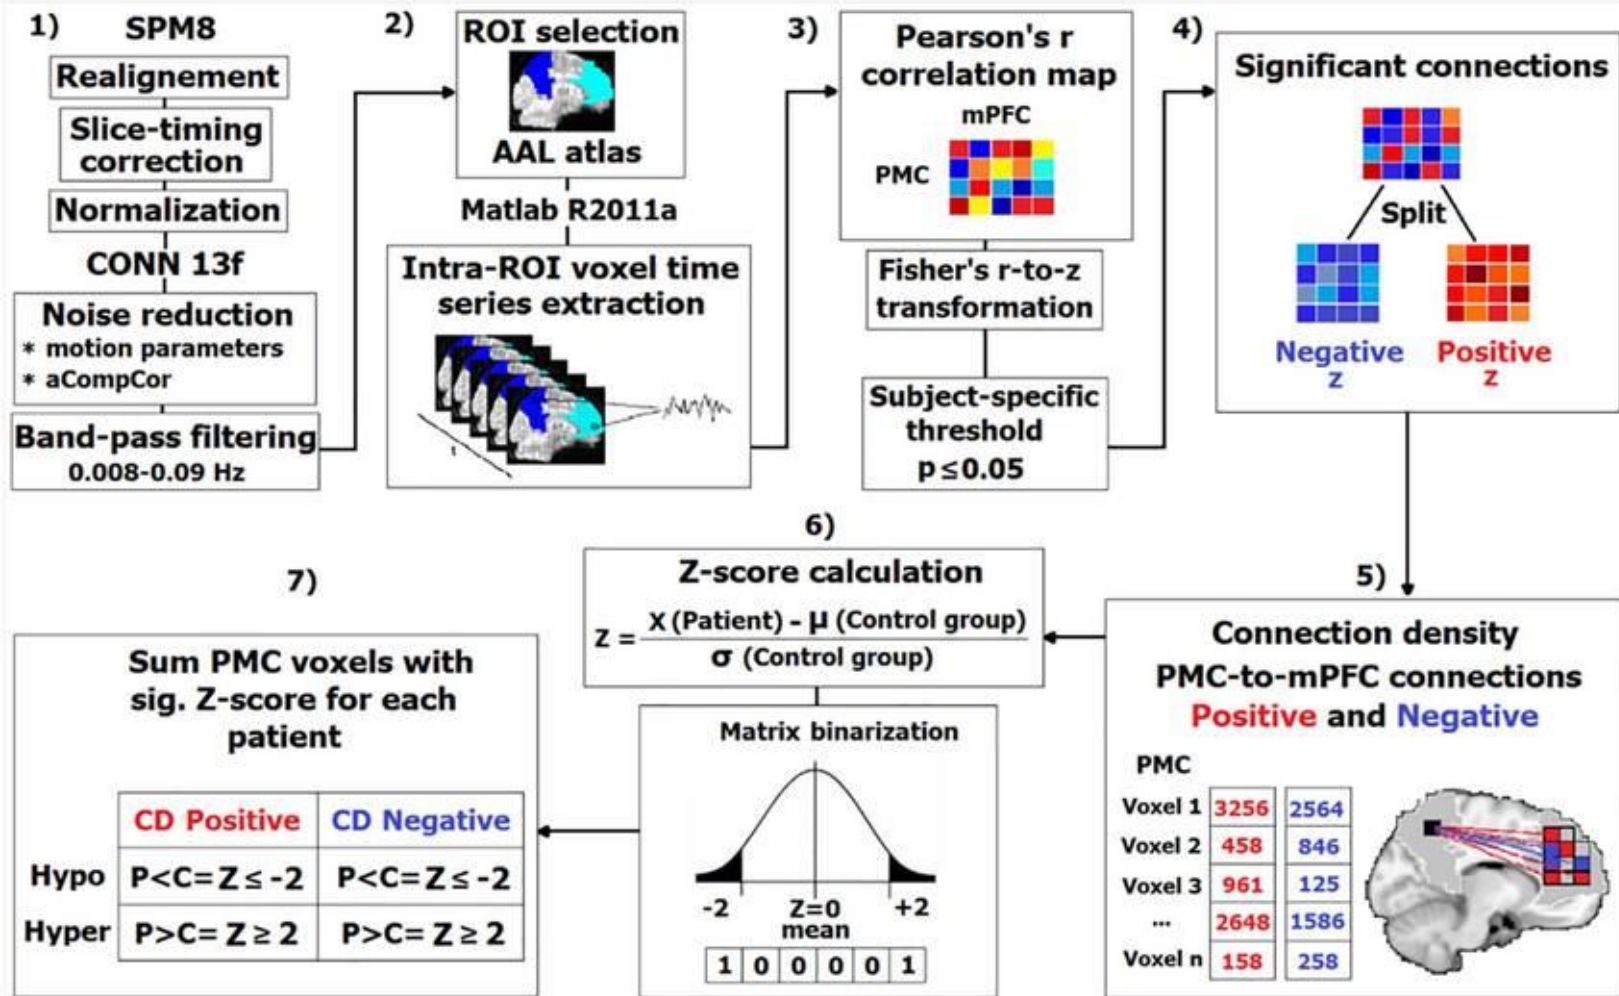 1)
SPM8
Realignement
Slice-timing
correction
Normalization
CONN 13f
Noise reduction
* motion parameters
* aCompCor
Band-pass filtering
0.008-0.09 Hz
2)
ROI selection
AAL atlas
Matlab R2011a
Intra-ROI voxel time
series extraction
t
3)
Pearson's r
correlation map
mPFC
PMC
Fisher's r-to-z
transformation
Subject-specific
threshold
p ≤ 0.05
4)
Significant connections
Split
Negative
z
Positive
z
5)
Connection density
PMC-to-mPFC connections
Positive and Negative
PMC
Voxel 1 3256 2564
Voxel 2 458 846
Voxel 3 961 125
... 2648 1586
Voxel n 158 258
6)
Z-score calculation
Z = X (Patient) - μ (Control group)
σ (Control group)
Matrix binarization
-2 Z=0 +2
mean
1 0 0 0 0 0 1
7)
Sum PMC voxels with
sig. Z-score for each
patient
CD Positive CD Negative
Hypo P<C= Z ≤ -2 P<C= Z ≤ -2
Hyper P>C= Z ≥ 2 P>C= Z ≥ 2